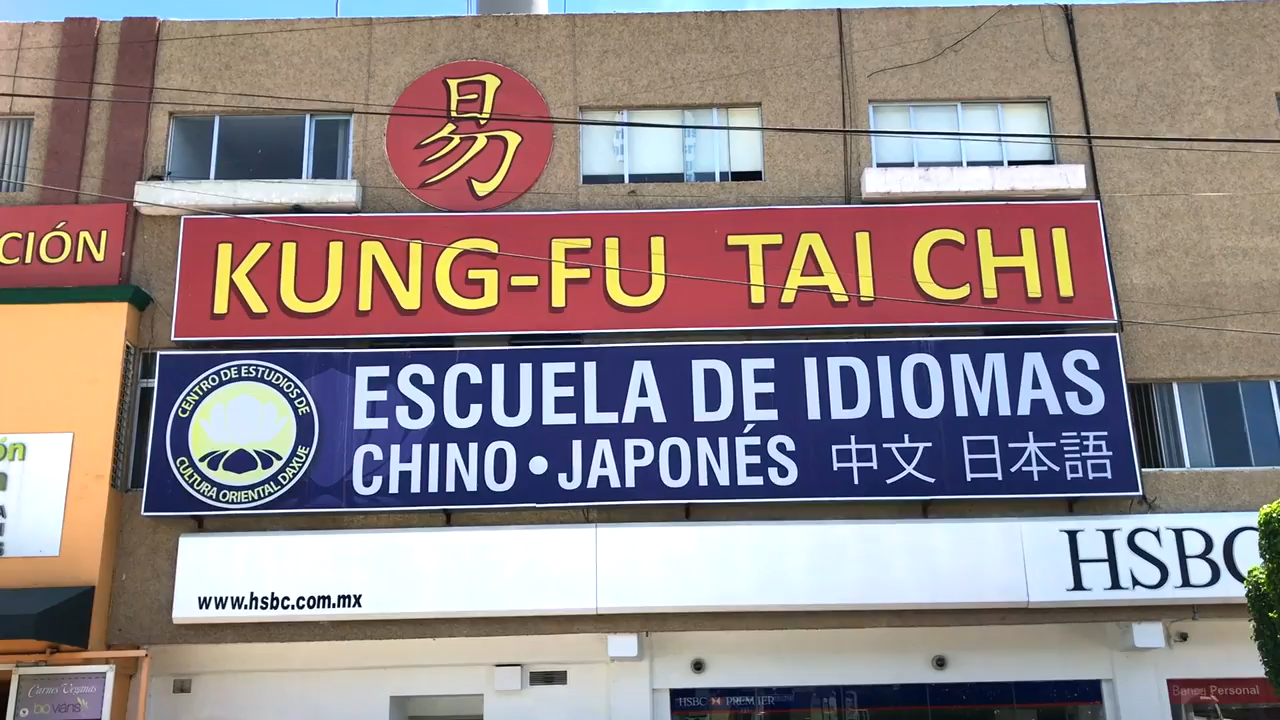 易
CIÓN
KUNG-FU TAI CHI
CENTRO DE ESTUDIOS DE
CULTURA ORIENTAL DAXUE
ESCUELA DE IDIOMAS
CHINO • JAPONÉS 中文 日本語
ón
www.hsbc.com.mx
HSBC
HSBC PREMIER
Banca Personal
Carnes Veganas